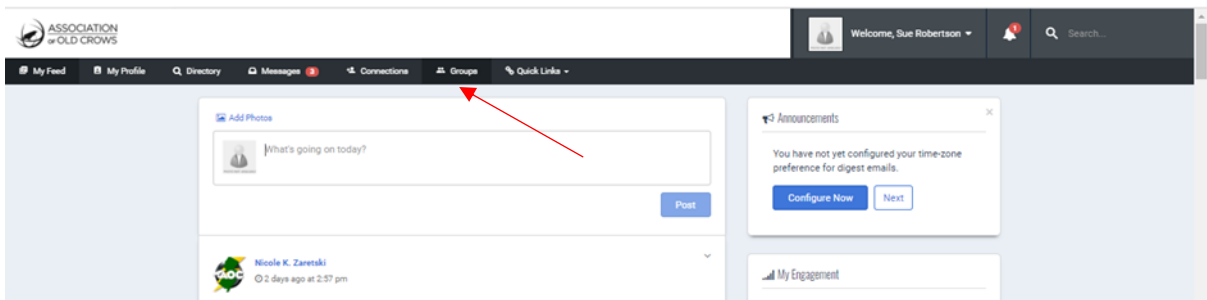 ASSOCIATION
OF OLD CROWS
Welcome, Sue Robertson
1
Search...
My Feed
My Profile
Directory
Messages 3
Connections
Groups
Quick Links
Add Photos
What's going on today?
Post
Nicole K. Zaretski
2 days ago at 2:57 pm
AOC
Announcements
You have not yet configured your time-zone
preference for digest emails.
Configure Now
Next
My Engagement